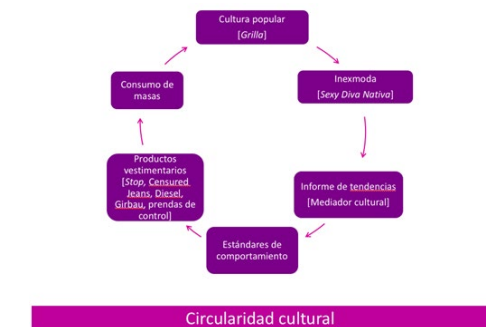 Cultura popular
[Grilla]
Inexmoda
[Sexy Diva Nativa]
Informe de tendencias
[Mediador cultural]
Estándares de
comportamiento
Productos
vestimentarios
[Stop, Censured
Jeans, Diesel,
Girbau, prendas de
control]
Consumo de
masas
Circularidad cultural